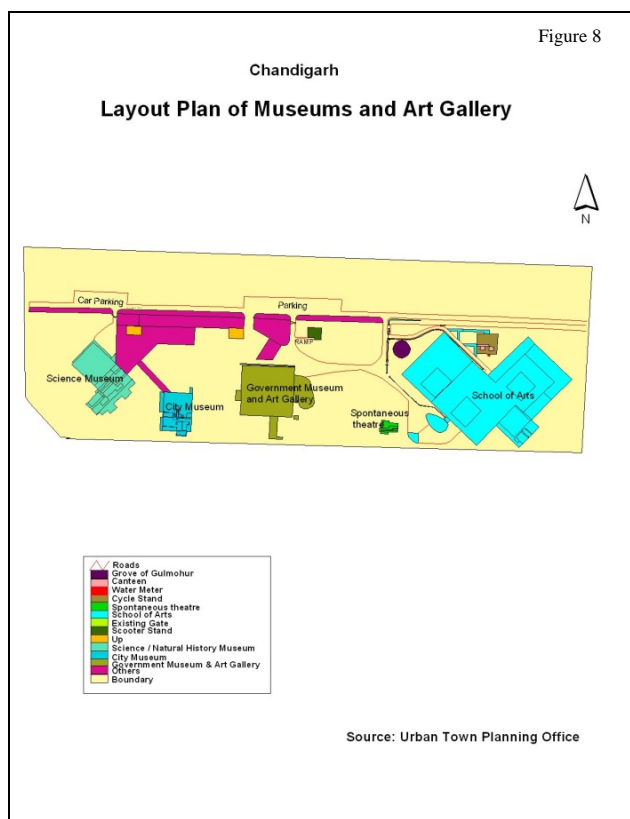 Figure 8
Chandigarh
Layout Plan of Museums and Art Gallery
N
Car Parking
Parking
RAMP
Science Museum
City Museum
Government Museum
and Art Gallery
Spontaneous
theatre
School of Arts
Roads
Grove of Gulmohur
Canteen
Water Meter
Cycle Stand
Spontaneous theatre
School of Arts
Existing Gate
Scooter Stand
Up
Science / Natural History Museum
City Museum
Government Museum & Art Gallery
Others
Boundary
Source: Urban Town Planning Office